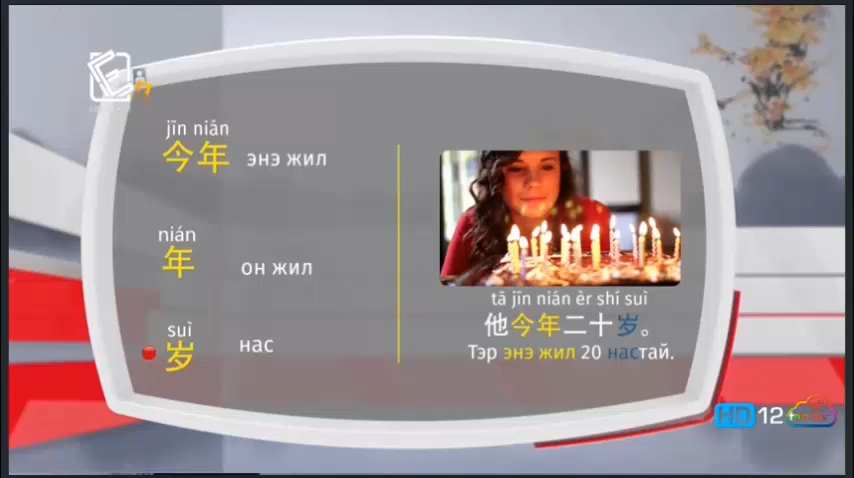 jīn nián
今年 энэ жил
nián
年 он жил
suì
岁 нас
tā jīn nián èr shí suì
他今年二十岁。
Тэр энэ жил 20 настай.
HD 12+